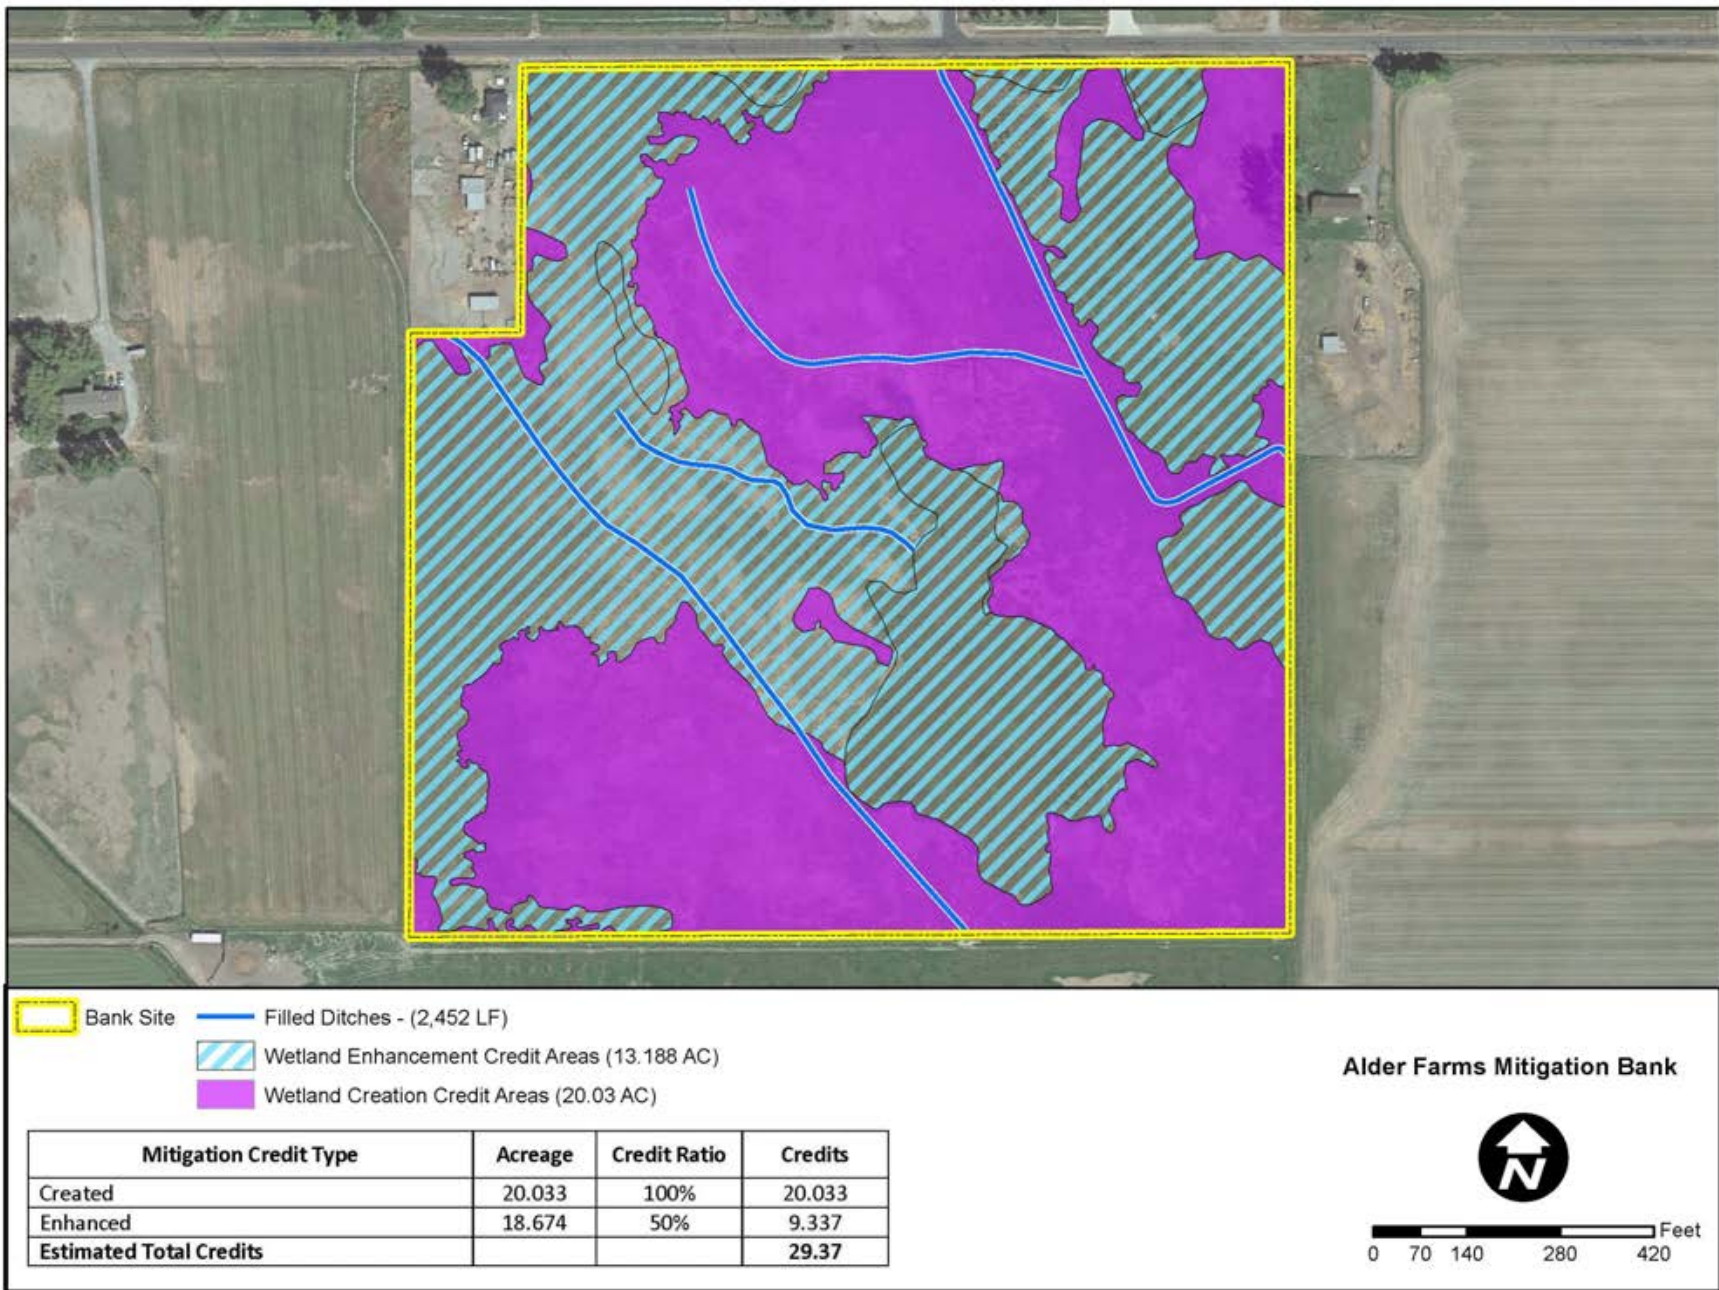 Bank Site
Filled Ditches - (2,452 LF)
Wetland Enhancement Credit Areas (13.188 AC)
Wetland Creation Credit Areas (20.03 AC)
Mitigation Credit Type Acreage Credit Ratio Credits
Created 20.033 100% 20.033
Enhanced 18.674 50% 9.337
Estimated Total Credits 29.37
Alder Farms Mitigation Bank
N
Feet
0 70 140 280 420